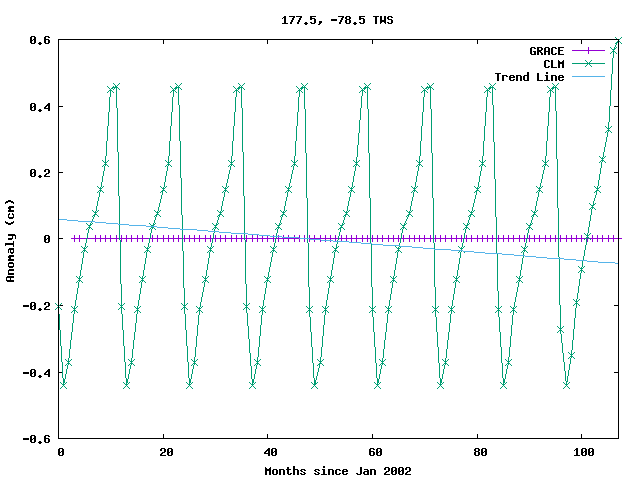 177.5, -78.5 TWS
GRACE
CLM
Trend Line
Anomaly (cm)
0.6
0.4
0.2
0
-0.2
-0.4
-0.6
0 20 40 60 80 100
Months since Jan 2002